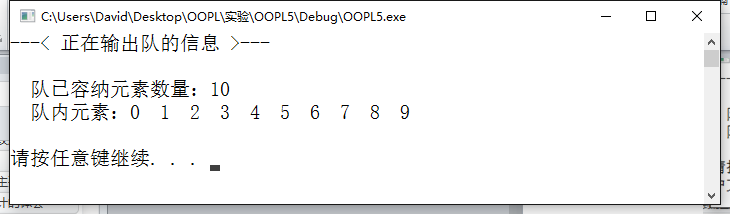 C:\Users\David\Desktop\OOPL\实验\OOPL5\Debug\OOPL5.exe
---< 正在输出队的信息 >---
队已容纳元素数量：10
队内元素：0 1 2 3 4 5 6 7 8 9
请按任意键继续. . .